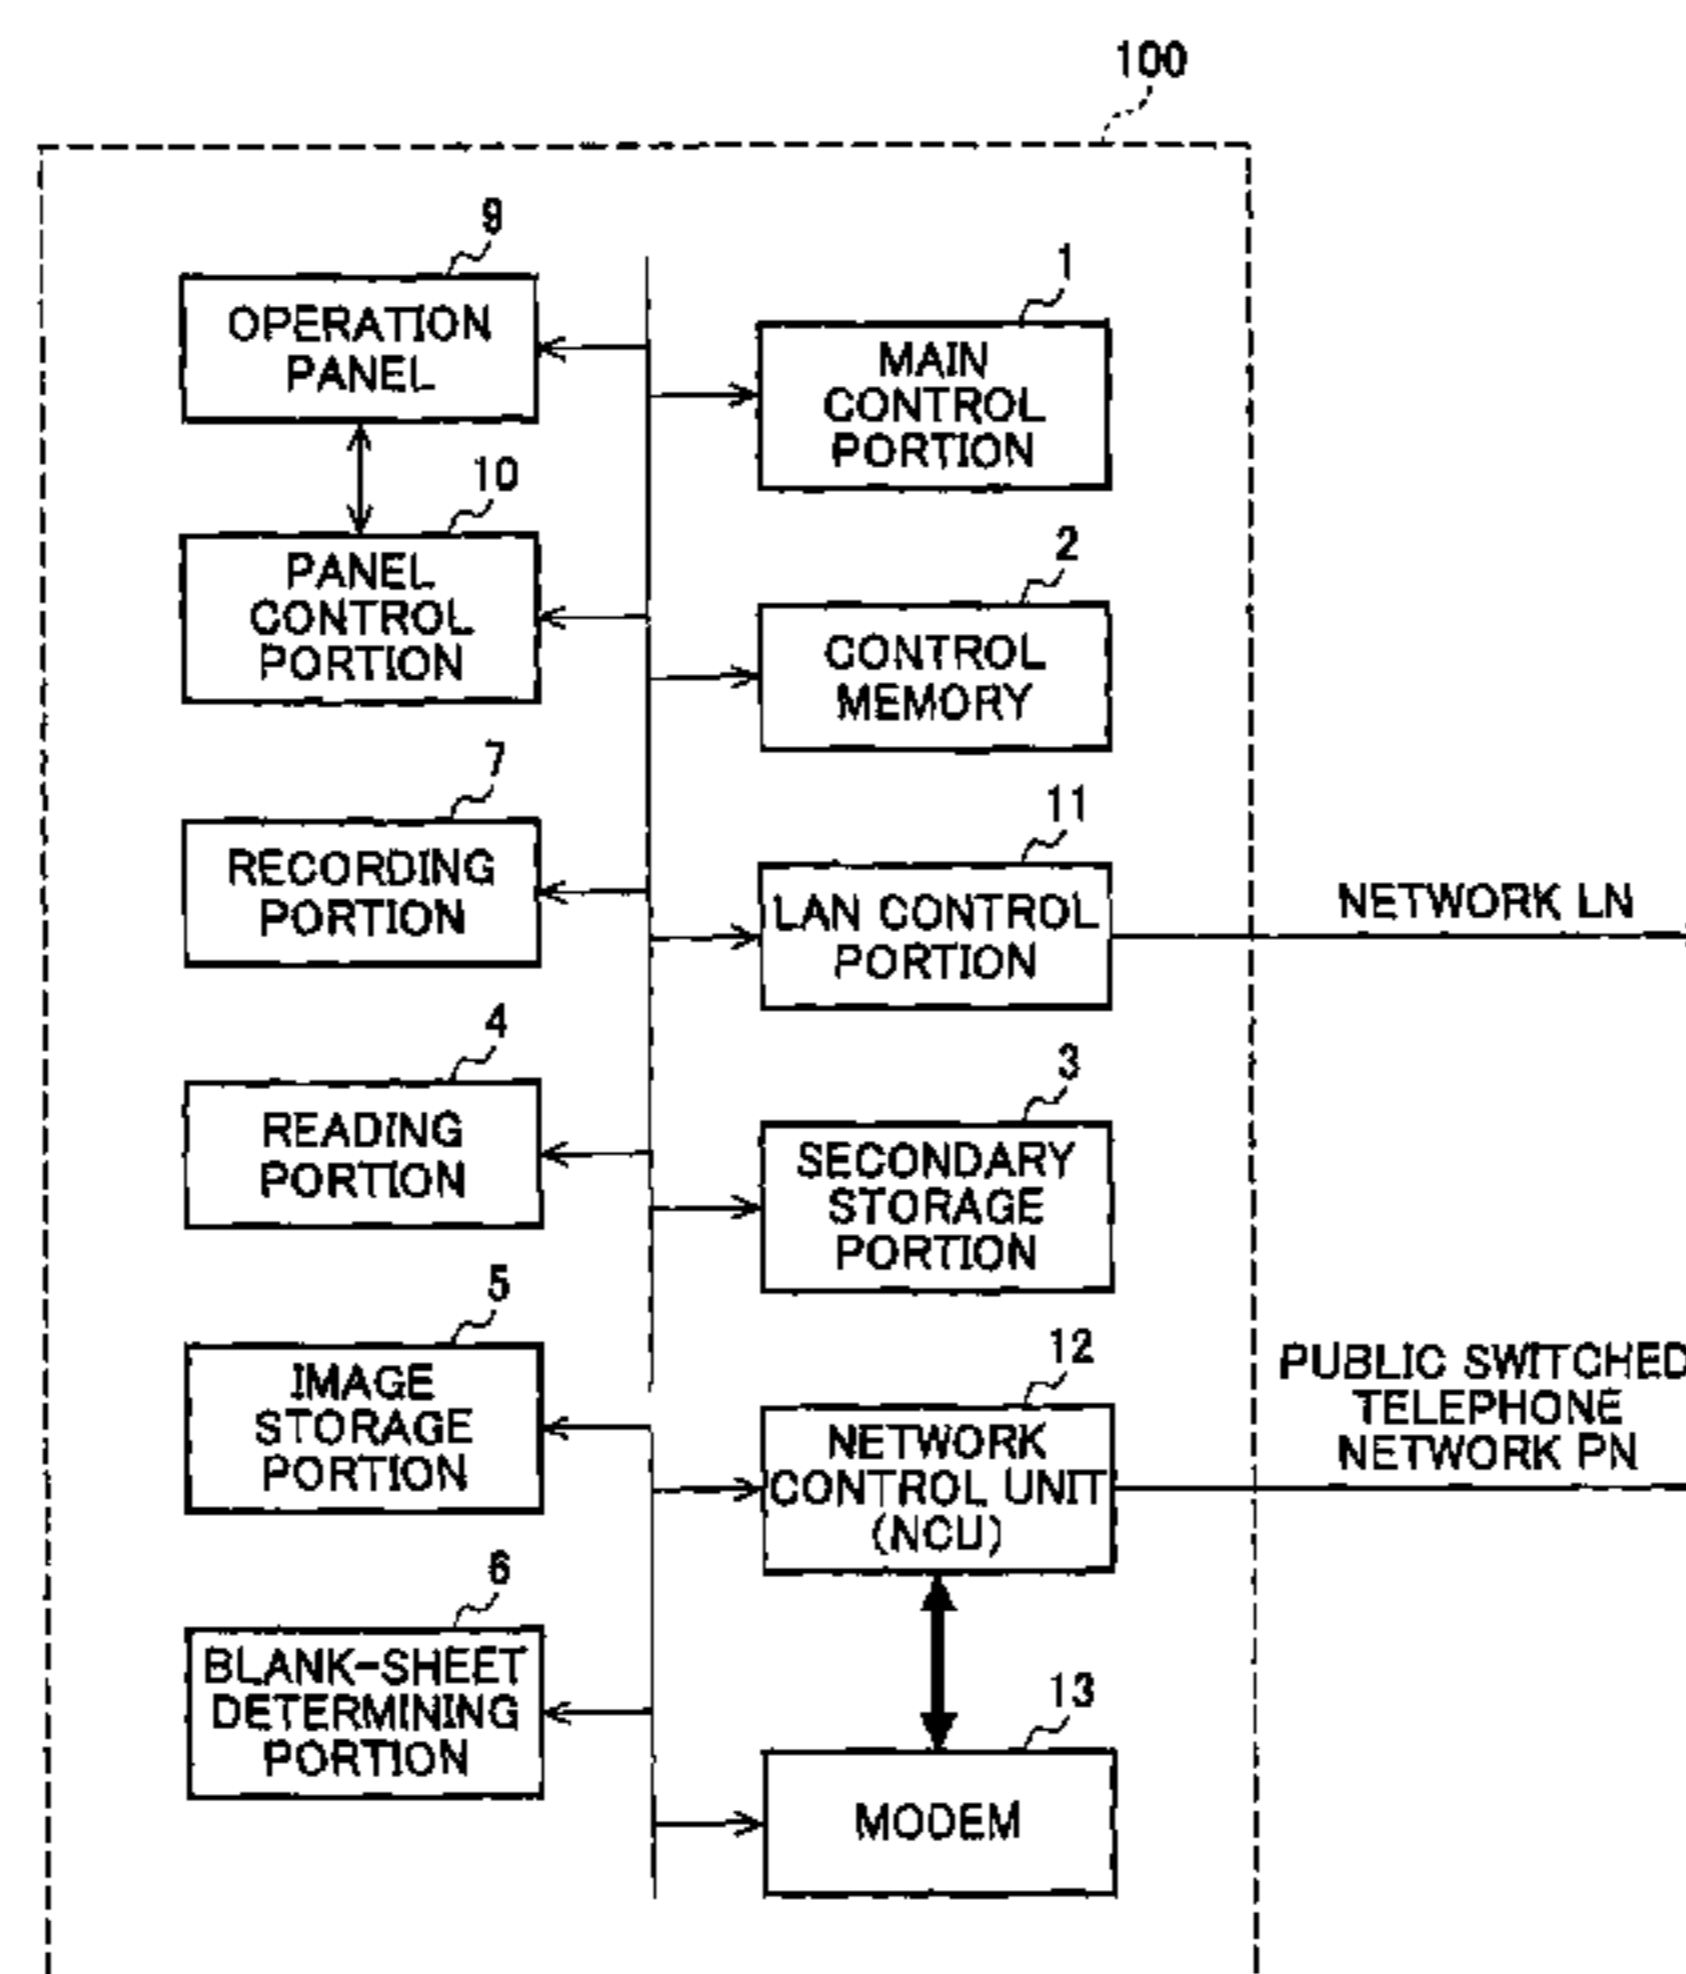 100
9
OPERATION
PANEL
1
MAIN
CONTROL
PORTION
10
PANEL
CONTROL
PORTION
2
CONTROL
MEMORY
7
RECORDING
PORTION
11
LAN CONTROL
PORTION
NETWORK LN
4
READING
PORTION
3
SECONDARY
STORAGE
PORTION
5
IMAGE
STORAGE
PORTION
12
NETWORK
CONTROL UNIT
(NCU)
PUBLIC SWITCHED
TELEPHONE
NETWORK PN
6
BLANK-SHEET
DETERMINING
PORTION
13
MODEM